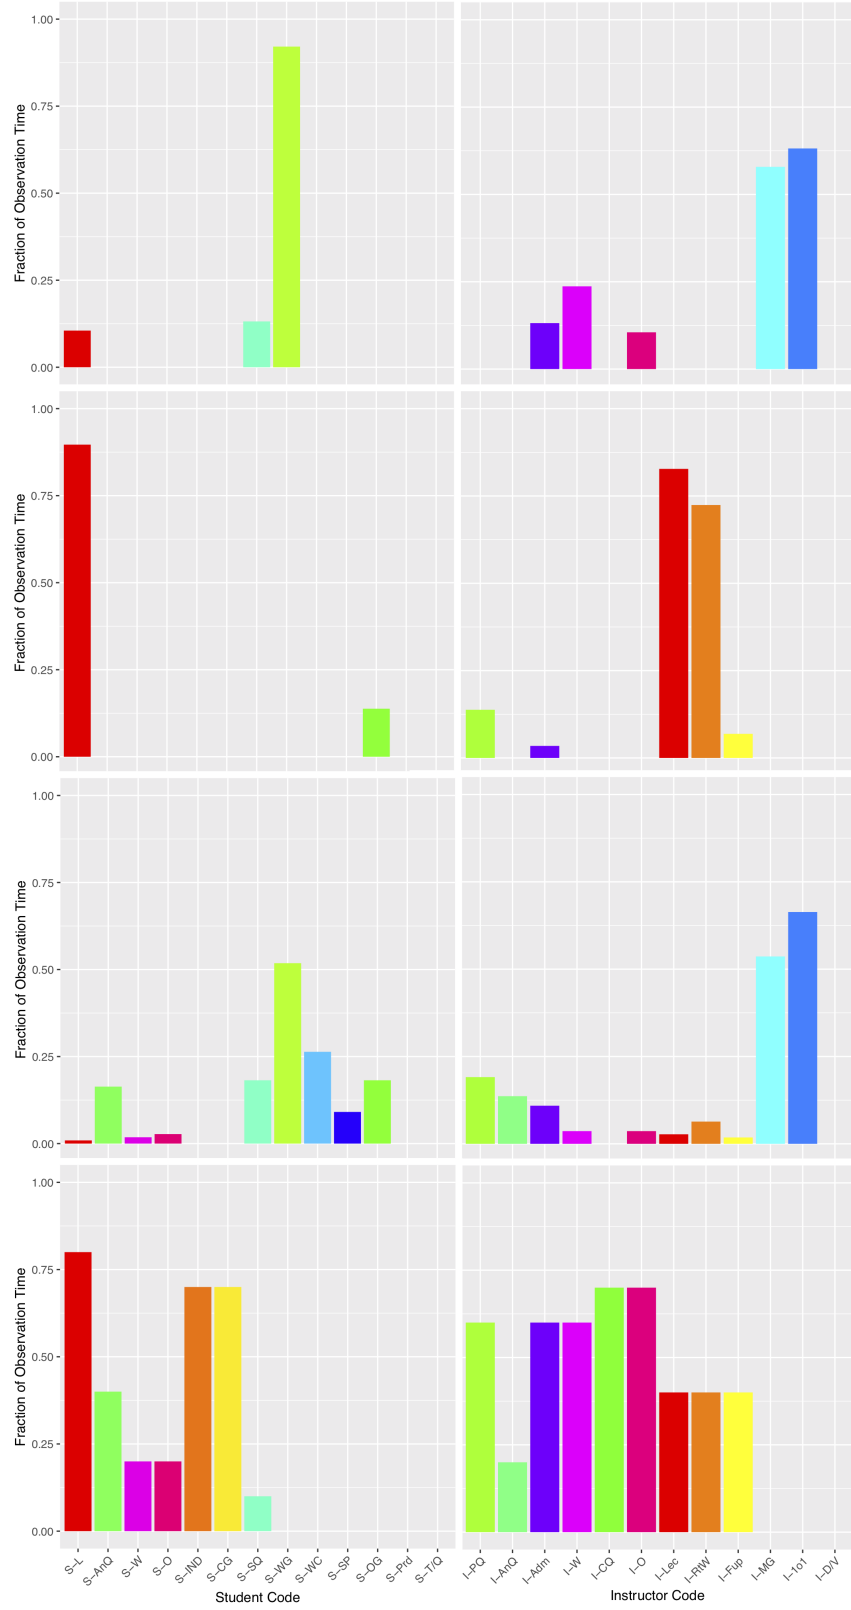 1.00
0.75
0.50
0.25
0.00
Fraction of Observation Time
1.00
0.75
0.50
0.25
0.00
Fraction of Observation Time
1.00
0.75
0.50
0.25
0.00
Fraction of Observation Time
1.00
0.75
0.50
0.25
0.00
Fraction of Observation Time
S–L
S–AnQ
S–W
S–O
S–IND
S–CG
S–SQ
S–WG
S–WC
S–SP
S–OG
S–Prd
S–T/Q
Student Code
I–PQ
I–AnQ
I–Adm
I–W
I–CQ
I–O
I–Lec
I–RtW
I–Fup
I–MG
I–1o1
I–D/V
Instructor Code